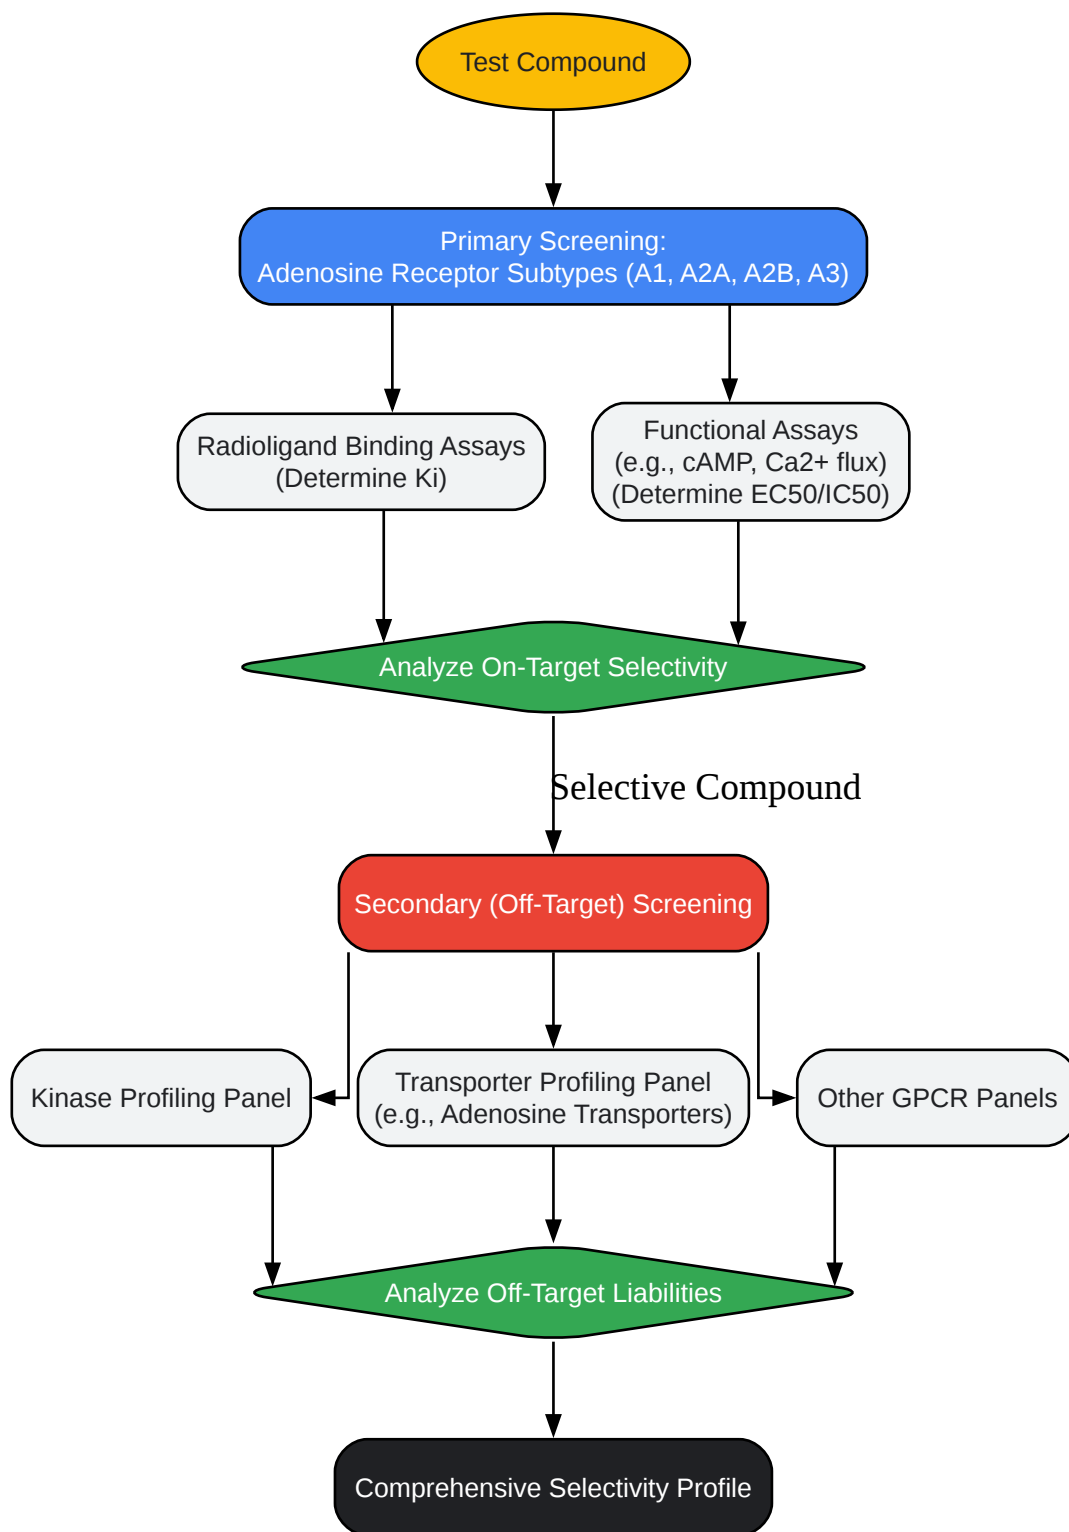 Test Compound
Primary Screening:
Adenosine Receptor Subtypes (A1, A2A, A2B, A3)
Radioligand Binding Assays
(Determine Ki)
Functional Assays
(e.g., cAMP, Ca2+ flux)
(Determine EC50/IC50)
Analyze On-Target Selectivity
Selective Compound
Secondary (Off-Target) Screening
Kinase Profiling Panel
Transporter Profiling Panel
(e.g., Adenosine Transporters)
Other GPCR Panels
Analyze Off-Target Liabilities
Comprehensive Selectivity Profile